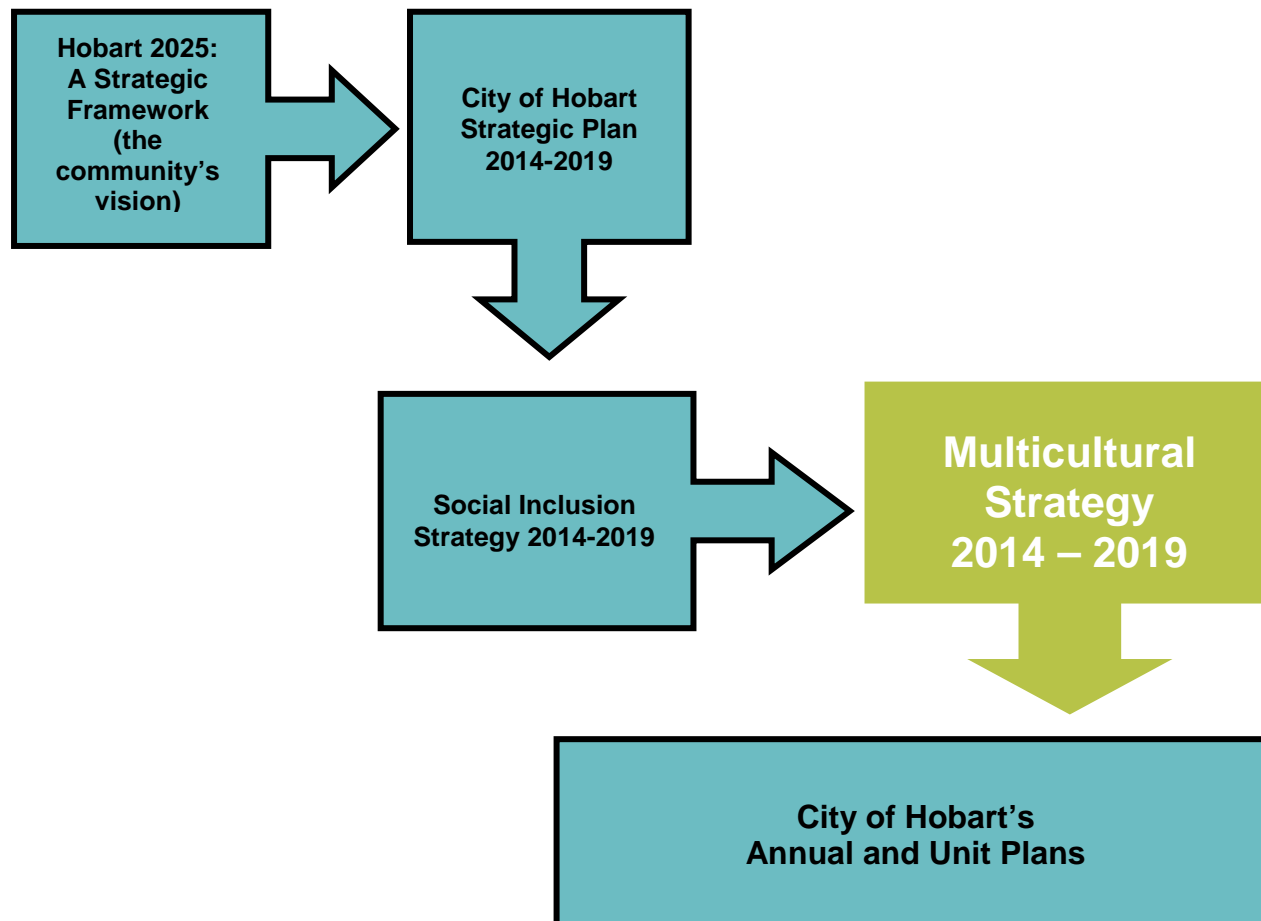 Hobart 2025:
A Strategic
Framework
(the
community’s
vision)
City of Hobart
Strategic Plan
2014-2019
Social Inclusion
Strategy 2014-2019
Multicultural
Strategy
2014 – 2019
City of Hobart’s
Annual and Unit Plans